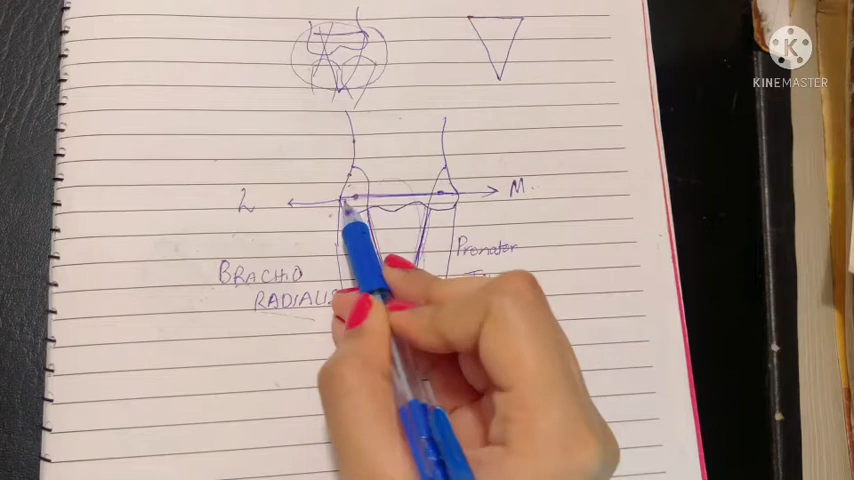 KINEMASTER
L
M.
Pronator
BRACHIO
RADIALIS